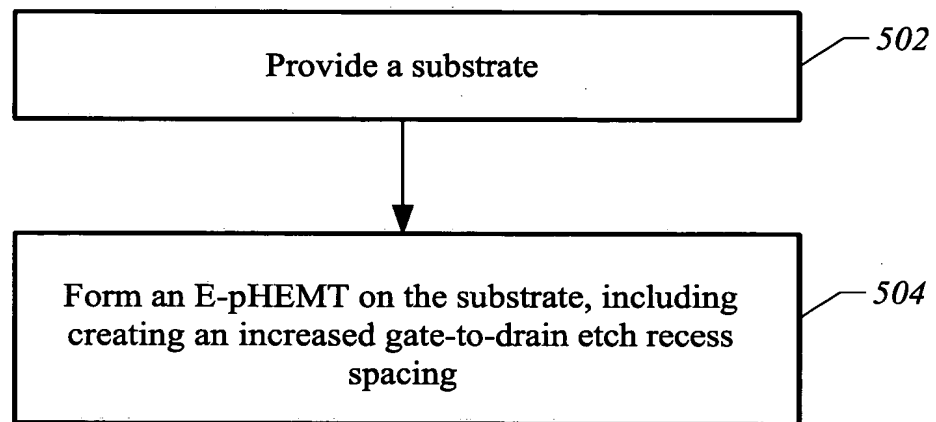 Provide a substrate
502
Form an E-pHEMT on the substrate, including
creating an increased gate-to-drain etch recess
spacing
504